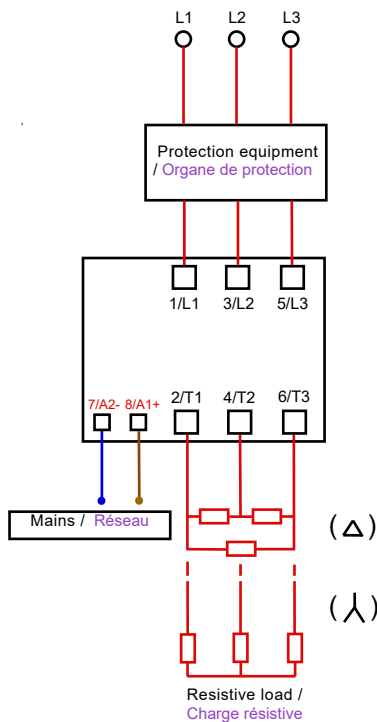 L1 L2 L3
Protection equipment
/ Organe de protection
1/L1 3/L2 5/L3
7/A2- 8/A1+ 2/T1 4/T2 6/T3
Mains / Réseau
Resistive load /
Charge résistive